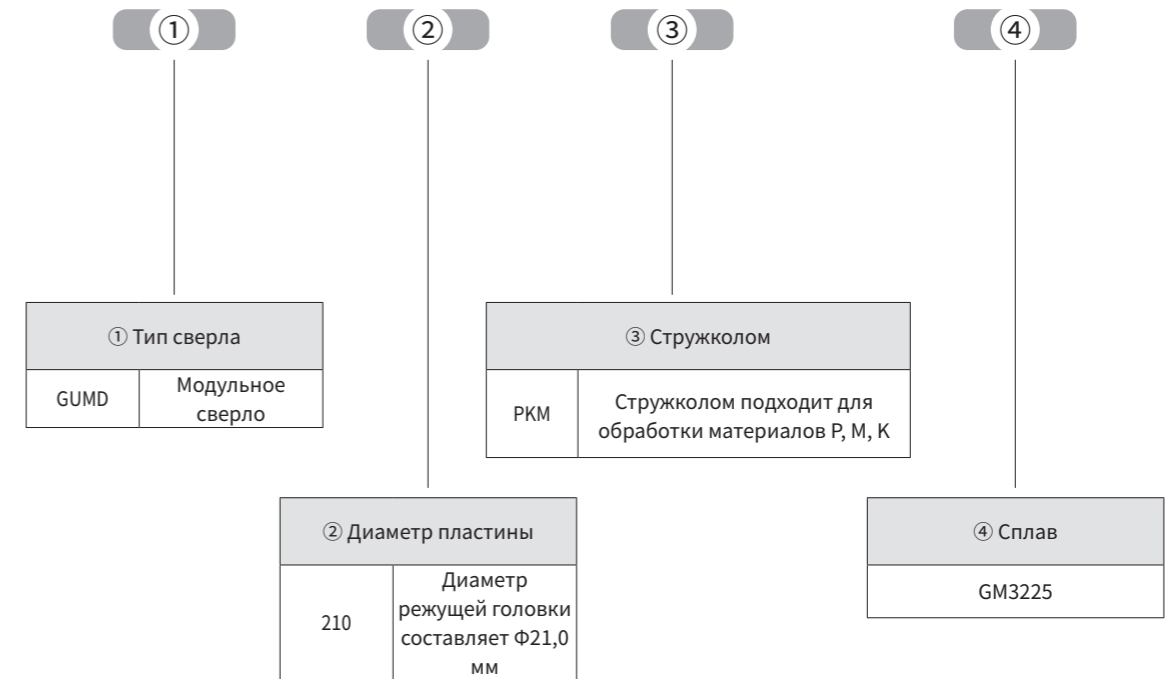 ①
②
③
④
① Тип сверла
GUMD
Модульное
сверло
③ Стружколом
PKM
Стружколом подходит для
обработки материалов P, M, K
② Диаметр пластины
210
Диаметр
режущей головки
составляет Φ21,0
мм
④ Сплав
GM3225